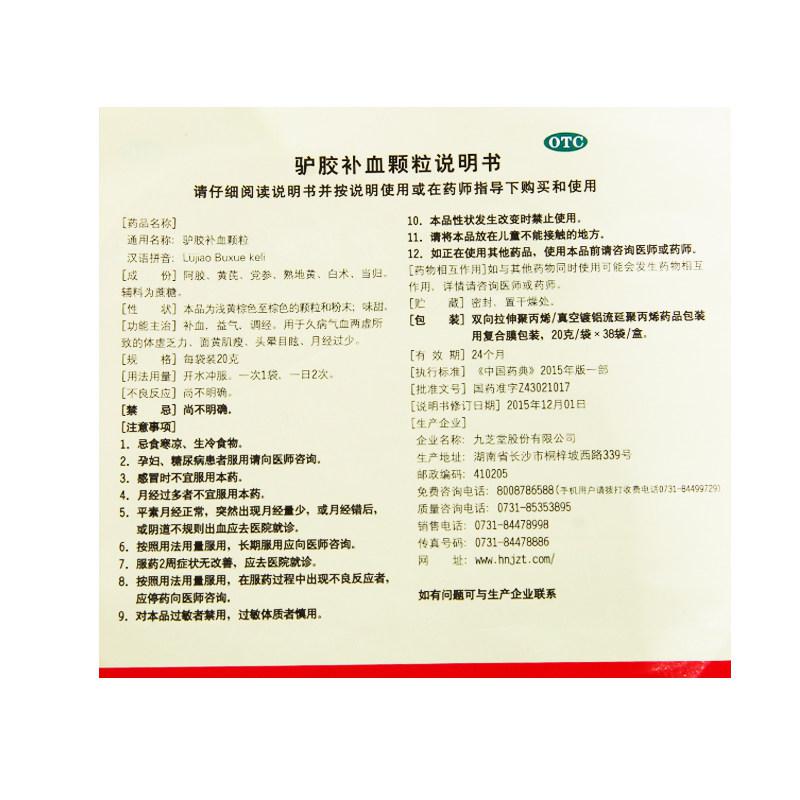 OTC
驴胶补血颗粒说明书
请仔细阅读说明书并按说明使用或在药师指导下购买和使用
[药品名称]
通用名称：驴胶补血颗粒
汉语拼音：Lüjiao Buxue keli
[成 份] 阿胶、黄芪、党参、熟地黄、白术、当归。
辅料为蔗糖。
[性 状] 本品为浅黄棕色至棕色的颗粒和粉末；味甜。
[功能主治] 补血，益气，调经。用于久病气血两虚所
致的体虚乏力、面黄肌瘦、头晕目眩、月经过少。
[规 格] 每袋装20克
[用法用量] 开水冲服。一次1袋，一日2次。
[不良反应] 尚不明确。
[禁 忌] 尚不明确。
[注意事项]
1．忌食寒凉、生冷食物。
2．孕妇、糖尿病患者服用请向医师咨询。
3．感冒时不宜服用本药。
4．月经过多者不宜服用本药。
5．平素月经正常，突然出现月经量少，或月经错后，
或阴道不规则出血应去医院就诊。
6．按照用法用量服用，长期服用应向医师咨询。
7．服药2周症状无改善，应去医院就诊。
8．按照用法用量服用，在服药过程中出现不良反应者，
应停药向医师咨询。
9．对本品过敏者禁用，过敏体质者慎用。
10．本品性状发生改变时禁止使用。
11．请将本品放在儿童不能接触的地方。
12．如正在使用其他药品，使用本品前请咨询医师或药师。
[药物相互作用]如与其他药物同时使用可能会发生药物相互
作用，详情请咨询医师或药师。
[贮 藏] 密封，置干燥处。
[包 装] 双向拉伸聚丙烯/真空镀铝流延聚丙烯药品包装
用复合膜包装，20克/袋×38袋/盒。
[有 效 期] 24个月
[执行标准] 《中国药典》2015年版一部
[批准文号] 国药准字Z43021017
[说明书修订日期] 2015年12月01日
[生产企业]
企业名称：九芝堂股份有限公司
生产地址：湖南省长沙市桐梓坡西路339号
邮政编码：410205
免费咨询电话：8008786588(手机用户请拨打收费电话0731-84499729)
质量咨询电话：0731-85353895
销售电话：0731-84478998
传真号码：0731-84478886
网 址：www.hnjzt.com/
如有问题可与生产企业联系